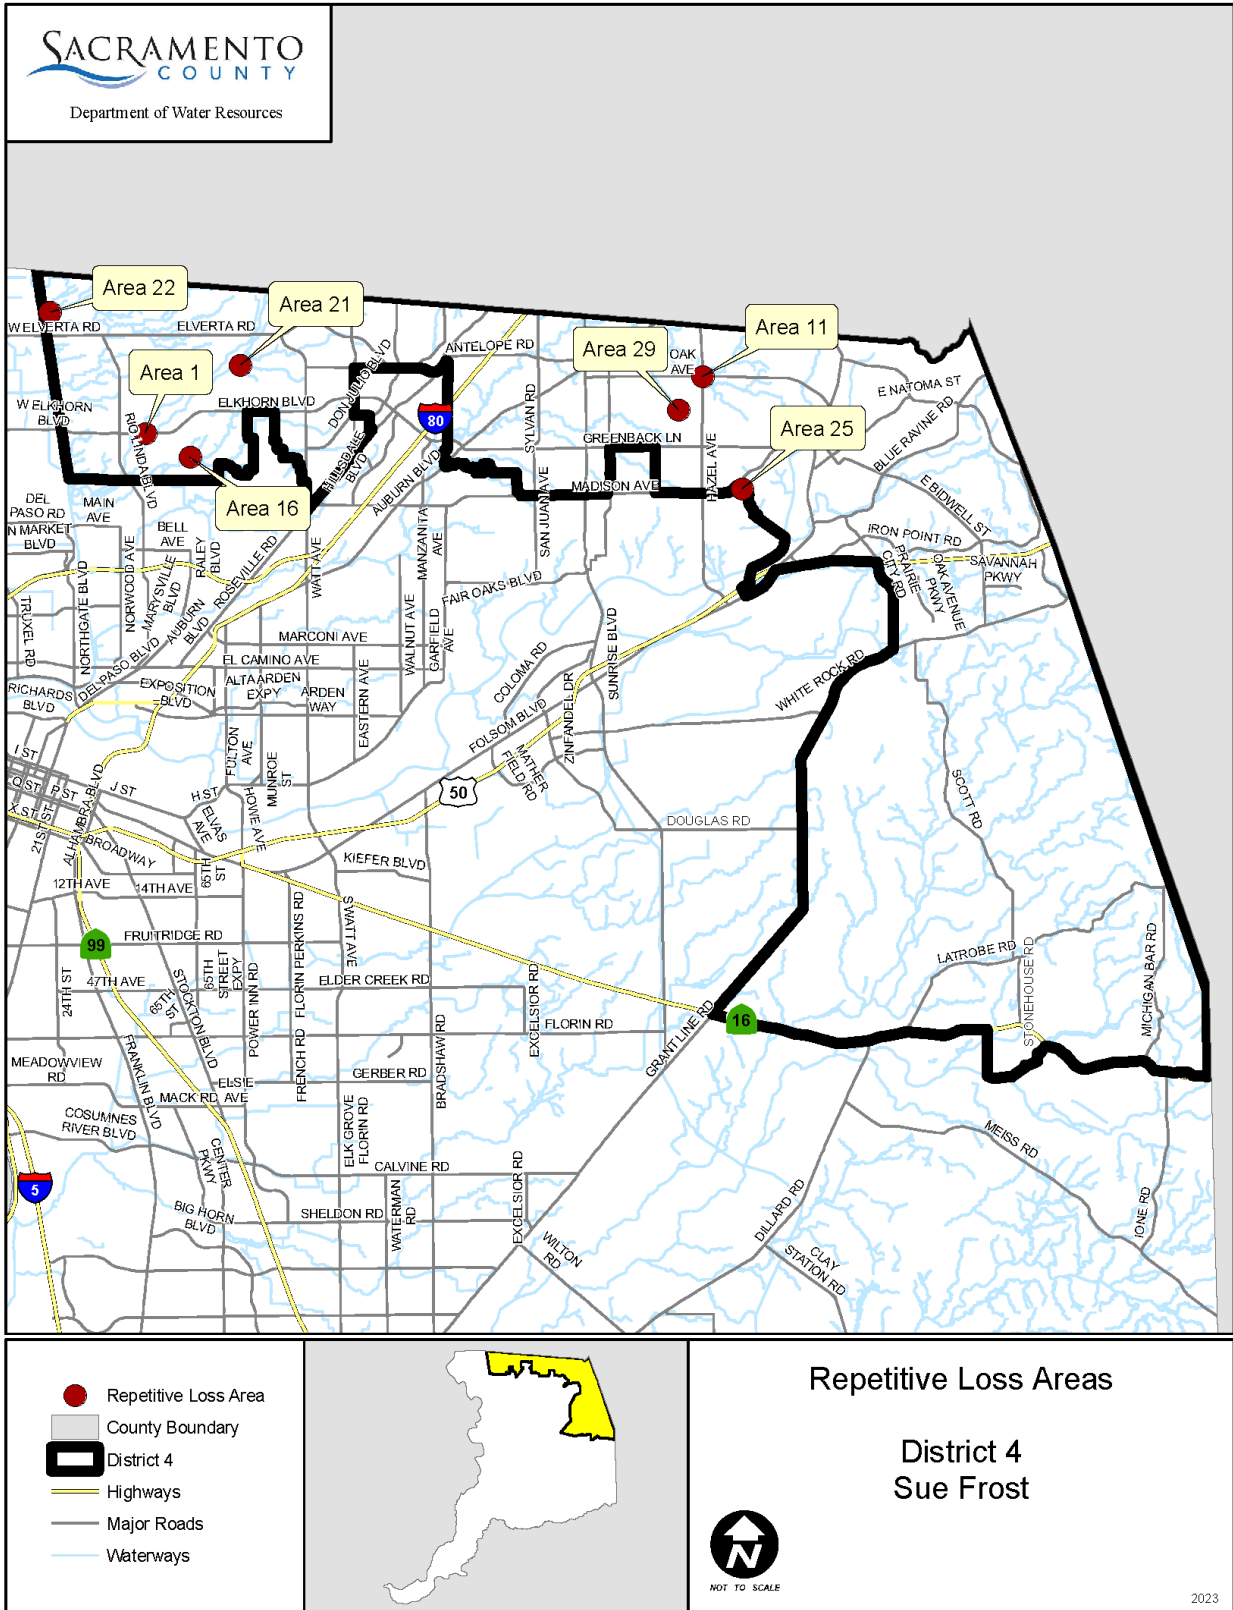 SACRAMENTO
COUNTY
Department of Water Resources
Area 22
Area 21
Area 11
Area 29
Area 1
Area 25
Area 16
W ELVERTA RD
ELVERTA RD
ANTELOPE RD
OAK
AVE
E NATOMA ST
W ELKHORN
BLVD
RIO LINDA BLVD
ELKHORN BLVD
DON JULIO BLVD
80
SYLVAN RD
GREENBACK LN
HAZEL AVE
BLUE RAVINE RD
HILLSDALE
BLVD
AUBURN BLVD
MADISON AVE
SAN JUAN AVE
E BIDWELL ST
DEL
PASO RD
MAIN
AVE
N MARKET
BLVD
BELL
AVE
RALEY
BLVD
ROSEVILLE RD
WATT AVE
MANZANITA
AVE
IRON POINT RD
PRAIRIE
CITY RD
OAK AVENUE
PKWY
SAVANNAH
PKWY
TRUXEL RD
NORTHGATE BLVD
NORWOOD AVE
MARYSVILLE
BLVD
AUBURN
BLVD
FAIR OAKS BLVD
WALNUT AVE
GARFIELD
AVE
SUNRISE BLVD
MARCONI AVE
DEL PASO BLVD
EL CAMINO AVE
RICHARDS
BLVD
EXPOSITION
BLVD
ALTA ARDEN
EXPY
ARDEN
WAY
EASTERN AVE
COLOMA RD
WHITE ROCK RD
FOLSOM BLVD
ZINFANDEL DR
MATHER
FIELD RD
FULTON
AVE
MUNROE
ST
I ST
Q ST
P ST
J ST
X ST
21ST ST
ALHAMBRA BLVD
H ST
ELVAS
AVE
HOWE AVE
50
SCOTT RD
DOUGLAS RD
BROADWAY
65TH
ST
KIEFER BLVD
12TH AVE
14TH AVE
S WATT AVE
FLORIN PERKINS RD
99
FRUITRIDGE RD
LATROBE RD
STONEHOUSE RD
MICHIGAN BAR RD
24TH ST
47TH AVE
65TH
ST
STOCKTON BLVD
65TH
STREET
EXPY
POWER INN RD
ELDER CREEK RD
EXCELSIOR RD
FLORIN RD
GRANT LINE RD
16
MEADOWVIEW
RD
FRANKLIN BLVD
ELSIE
AVE
MACK RD
FRENCH RD
GERBER RD
BRADSHAW RD
COSUMNES
RIVER BLVD
CENTER
PKWY
ELK GROVE
FLORIN RD
CALVINE RD
MEISS RD
5
BIG HORN
BLVD
SHELDON RD
WATERMAN
RD
EXCELSIOR RD
WILTON
RD
DILLARD RD
CLAY
STATION RD
IONE RD
Repetitive Loss Area
County Boundary
District 4
Highways
Major Roads
Waterways
Repetitive Loss Areas
District 4
Sue Frost
N
NOT TO SCALE
2023